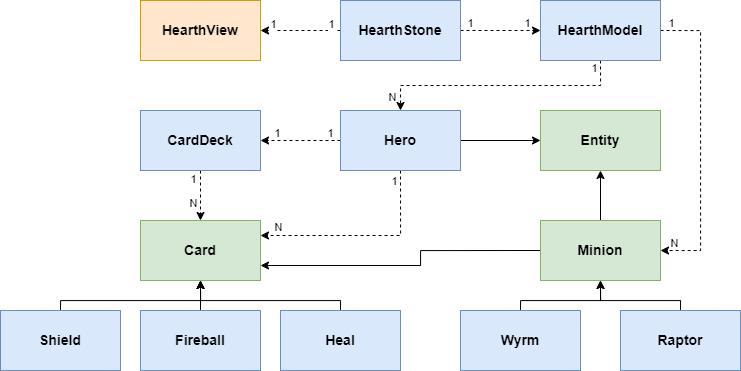 HearthView
1
1
HearthStone
1
1
HearthModel
1
1
N
CardDeck
1
1
Hero
Entity
1
1
N
N
Card
Minion
N
Shield
Fireball
Heal
Wyrm
Raptor